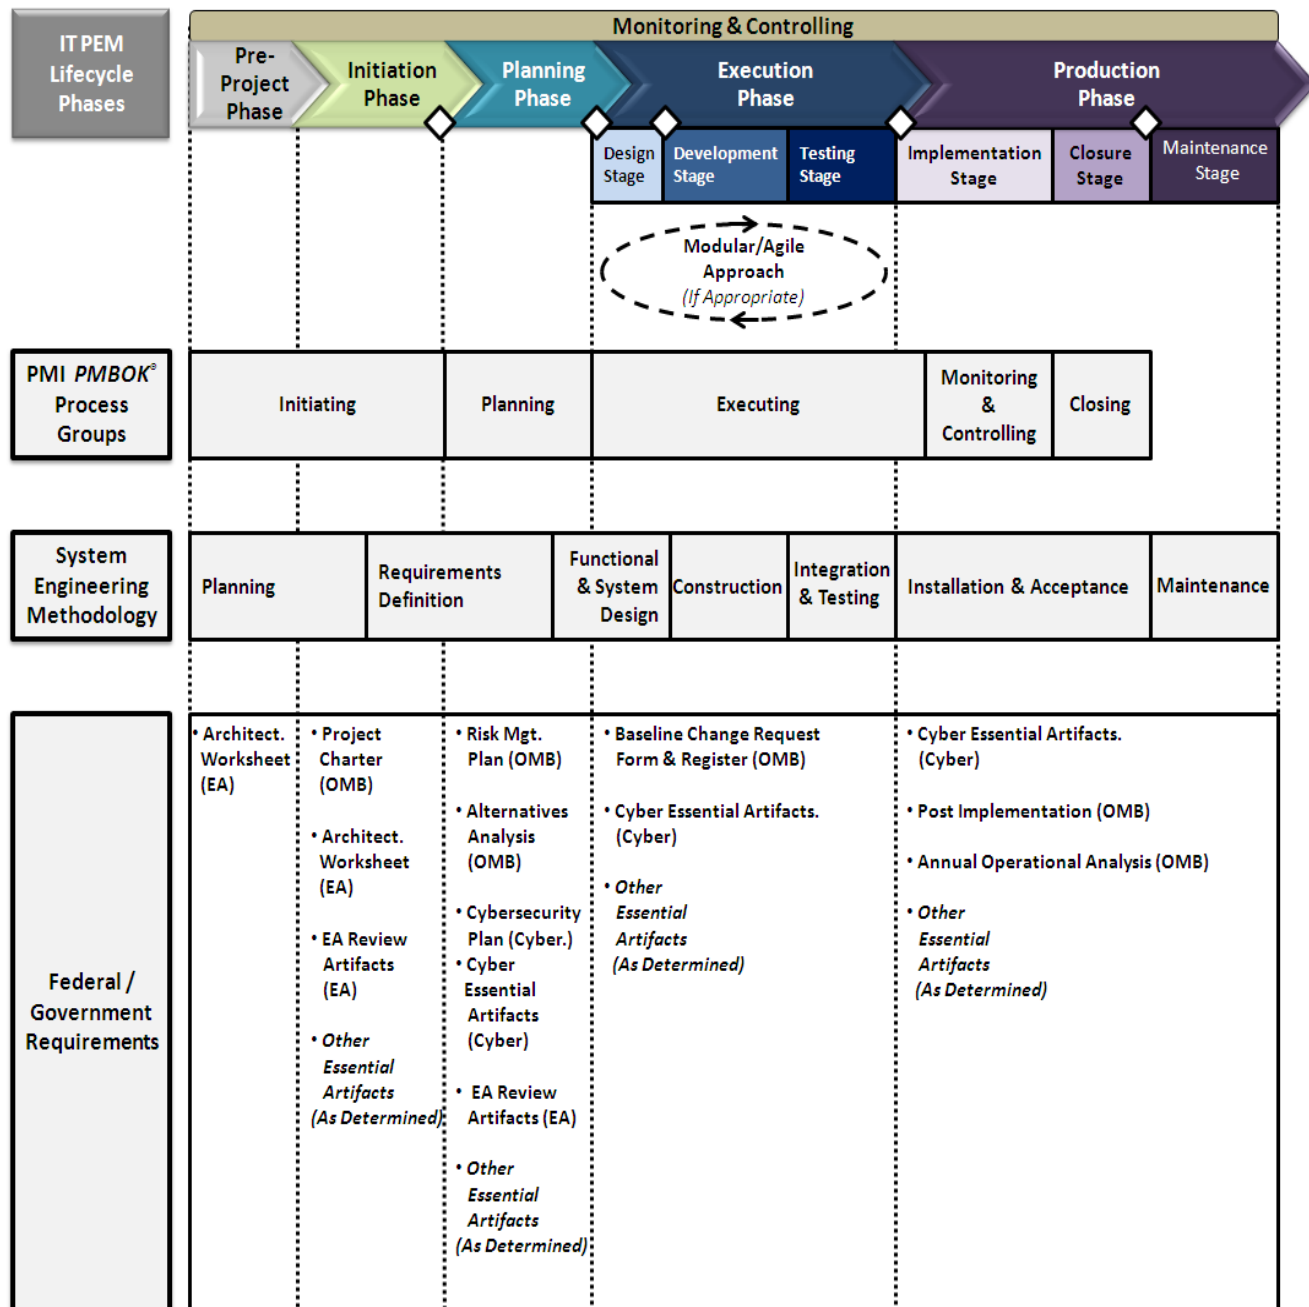 IT PEM
Lifecycle
Phases
Monitoring & Controlling
Pre-
Project
Phase
Initiation
Phase
Planning
Phase
Execution
Phase
Production
Phase
Design
Stage
Development
Stage
Testing
Stage
Implementation
Stage
Closure
Stage
Maintenance
Stage
Modular/Agile
Approach
(If Appropriate)
PMI PMBOK®
Process
Groups
Initiating
Planning
Executing
Monitoring
&
Controlling
Closing
System
Engineering
Methodology
Planning
Requirements
Definition
Functional
& System
Design
Construction
Integration
& Testing
Installation & Acceptance
Maintenance
Federal /
Government
Requirements
• Architect.
Worksheet
(EA)
• Project
Charter
(OMB)
• Architect.
Worksheet
(EA)
• EA Review
Artifacts
(EA)
• Other
Essential
Artifacts
(As Determined)
• Risk Mgt.
Plan (OMB)
• Alternatives
Analysis
(OMB)
• Cybersecurity
Plan (Cyber.)
• Cyber
Essential
Artifacts
(Cyber)
• EA Review
Artifacts (EA)
• Other
Essential
Artifacts
(As Determined)
• Baseline Change Request
Form & Register (OMB)
• Cyber Essential Artifacts.
(Cyber)
• Other
Essential
Artifacts
(As Determined)
• Cyber Essential Artifacts.
(Cyber)
• Post Implementation (OMB)
• Annual Operational Analysis (OMB)
• Other
Essential
Artifacts
(As Determined)